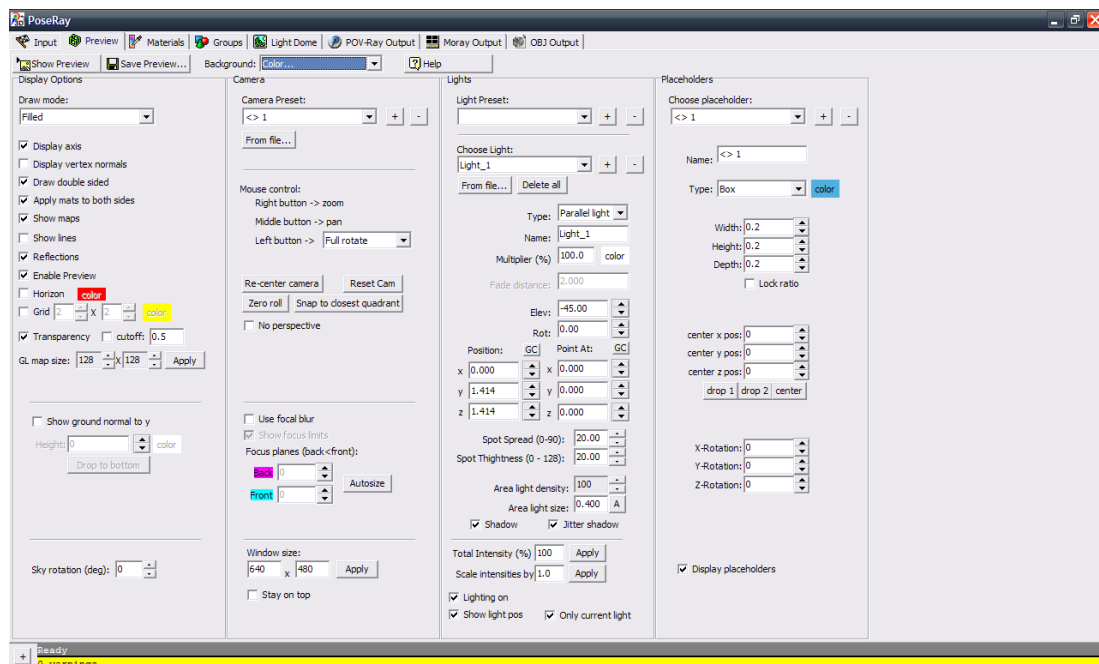 PoseRay
Input Preview Materials Groups Light Dome POV-Ray Output Moray Output OBJ Output
Show Preview Save Preview... Background: Color... Help
Display Options
Draw mode:
Filled
Display axis
Display vertex normals
Draw double sided
Apply mats to both sides
Show maps
Show lines
Reflections
Enable Preview
Horizon color
Grid 2 X 2 color
Transparency cutoff: 0.5
GL map size: 128 X 128 Apply
Show ground normal to y
Height: 0 color
Drop to bottom
Sky rotation (deg): 0
Camera
Camera Preset:
<> 1 + -
From file...
Mouse control:
Right button -> zoom
Middle button -> pan
Left button -> Full rotate
Re-center camera Reset Cam
Zero roll Snap to closest quadrant
No perspective
Use focal blur
Show focus limits
Focus planes (back<front):
Back 0
Front 0
Autosize
Window size:
640 x 480 Apply
Stay on top
Lights
Light Preset:
+ -
Choose Light:
Light_1 + -
From file... Delete all
Type: Parallel light
Name: Light_1
Multiplier (%) 100.0 color
Fade distance: 2.000
Elev: -45.00
Rot: 0.00
Position: GC Point At: GC
x 0.000 x 0.000
y 1.414 y 0.000
z 1.414 z 0.000
Spot Spread (0-90): 20.00
Spot Thightness (0 - 128): 20.00
Area light density: 100
Area light size: 0.400 A
Shadow Jitter shadow
Total Intensity (%) 100 Apply
Scale intensities by 1.0 Apply
Lighting on
Show light pos Only current light
Placeholders
Choose placeholder:
<> 1 + -
Name: <> 1
Type: Box color
Width: 0.2
Height: 0.2
Depth: 0.2
Lock ratio
center x pos: 0
center y pos: 0
center z pos: 0
drop 1 drop 2 center
X-Rotation: 0
Y-Rotation: 0
Z-Rotation: 0
Display placeholders
+ Ready
0 warnings